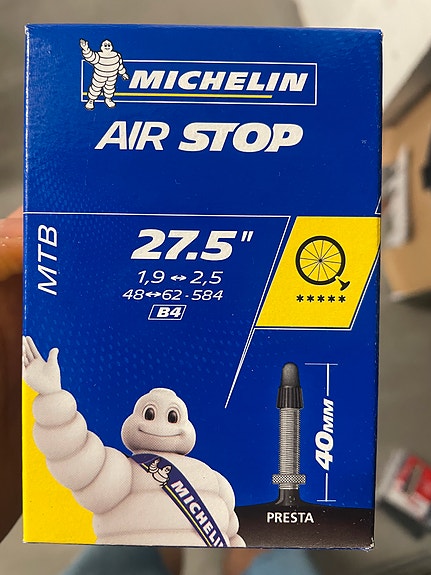 MICHELIN
AIR STOP
MTB
27.5"
1,9 ↔ 2,5
48↔62 - 584
B4
*****
40MM
PRESTA
MICHELIN